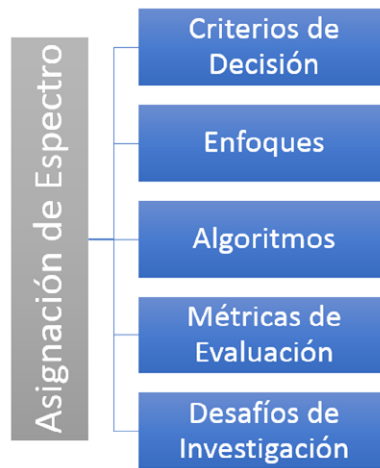 Asignación de Espectro
Criterios de
Decisión
Enfoques
Algoritmos
Métricas de
Evaluación
Desafíos de
Investigación